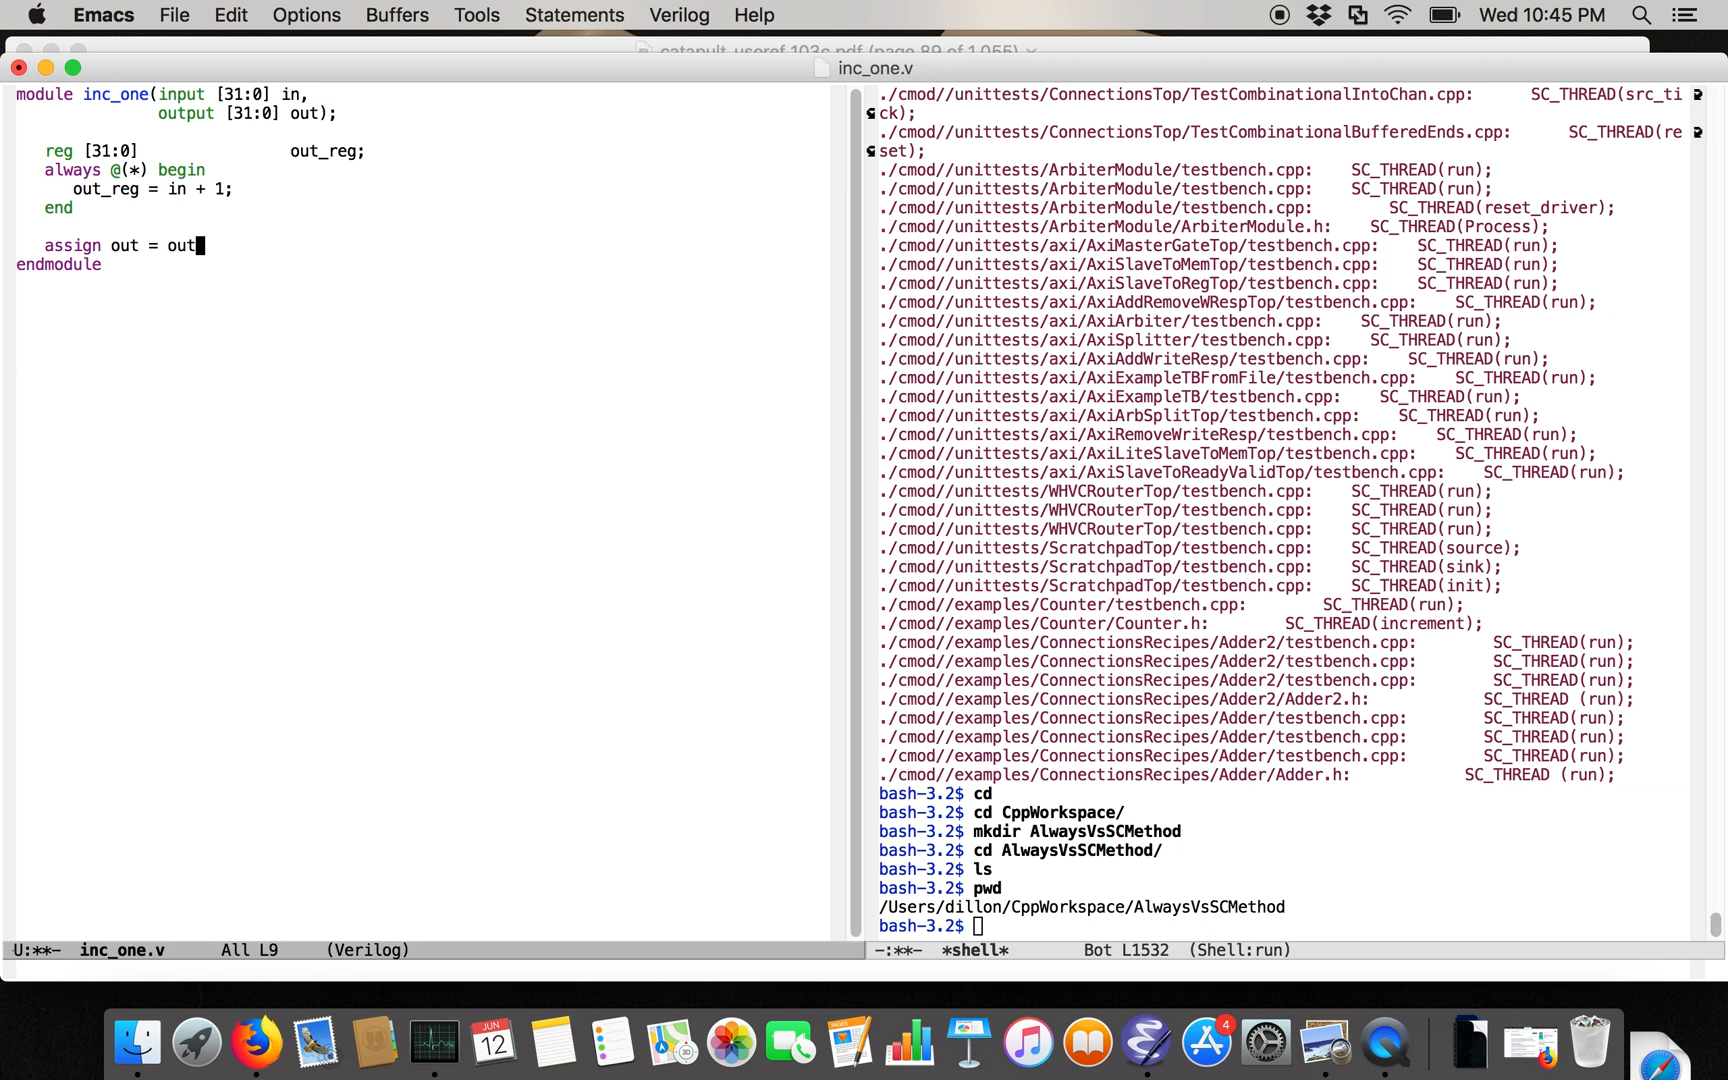 Emacs File Edit Options Buffers Tools Statements Verilog Help Wed 10:45 PM
catapult_useref_103c.pdf (page 89 of 1,055)
inc_one.v
module inc_one(input [31:0] in,
output [31:0] out);
reg [31:0] out_reg;
always @(*) begin
out_reg = in + 1;
end
assign out = out
endmodule
U:**- inc_one.v All L9 (Verilog)
./cmod//unittests/ConnectionsTop/TestCombinationalIntoChan.cpp: SC_THREAD(src_ti
ck);
./cmod//unittests/ConnectionsTop/TestCombinationalBufferedEnds.cpp: SC_THREAD(re
set);
./cmod//unittests/ArbiterModule/testbench.cpp: SC_THREAD(run);
./cmod//unittests/ArbiterModule/testbench.cpp: SC_THREAD(run);
./cmod//unittests/ArbiterModule/testbench.cpp: SC_THREAD(reset_driver);
./cmod//unittests/ArbiterModule/ArbiterModule.h: SC_THREAD(Process);
./cmod//unittests/axi/AxiMasterGateTop/testbench.cpp: SC_THREAD(run);
./cmod//unittests/axi/AxiSlaveToMemTop/testbench.cpp: SC_THREAD(run);
./cmod//unittests/axi/AxiSlaveToRegTop/testbench.cpp: SC_THREAD(run);
./cmod//unittests/axi/AxiAddRemoveWRespTop/testbench.cpp: SC_THREAD(run);
./cmod//unittests/axi/AxiArbiter/testbench.cpp: SC_THREAD(run);
./cmod//unittests/axi/AxiSplitter/testbench.cpp: SC_THREAD(run);
./cmod//unittests/axi/AxiAddWriteResp/testbench.cpp: SC_THREAD(run);
./cmod//unittests/axi/AxiExampleTBFromFile/testbench.cpp: SC_THREAD(run);
./cmod//unittests/axi/AxiExampleTB/testbench.cpp: SC_THREAD(run);
./cmod//unittests/axi/AxiArbSplitTop/testbench.cpp: SC_THREAD(run);
./cmod//unittests/axi/AxiRemoveWriteResp/testbench.cpp: SC_THREAD(run);
./cmod//unittests/axi/AxiLiteSlaveToMemTop/testbench.cpp: SC_THREAD(run);
./cmod//unittests/axi/AxiSlaveToReadyValidTop/testbench.cpp: SC_THREAD(run);
./cmod//unittests/WHVCRouterTop/testbench.cpp: SC_THREAD(run);
./cmod//unittests/WHVCRouterTop/testbench.cpp: SC_THREAD(run);
./cmod//unittests/WHVCRouterTop/testbench.cpp: SC_THREAD(run);
./cmod//unittests/ScratchpadTop/testbench.cpp: SC_THREAD(source);
./cmod//unittests/ScratchpadTop/testbench.cpp: SC_THREAD(sink);
./cmod//unittests/ScratchpadTop/testbench.cpp: SC_THREAD(init);
./cmod//examples/Counter/testbench.cpp: SC_THREAD(run);
./cmod//examples/Counter/Counter.h: SC_THREAD(increment);
./cmod//examples/ConnectionsRecipes/Adder2/testbench.cpp: SC_THREAD(run);
./cmod//examples/ConnectionsRecipes/Adder2/testbench.cpp: SC_THREAD(run);
./cmod//examples/ConnectionsRecipes/Adder2/testbench.cpp: SC_THREAD(run);
./cmod//examples/ConnectionsRecipes/Adder2/Adder2.h: SC_THREAD (run);
./cmod//examples/ConnectionsRecipes/Adder/testbench.cpp: SC_THREAD(run);
./cmod//examples/ConnectionsRecipes/Adder/testbench.cpp: SC_THREAD(run);
./cmod//examples/ConnectionsRecipes/Adder/testbench.cpp: SC_THREAD(run);
./cmod//examples/ConnectionsRecipes/Adder/Adder.h: SC_THREAD (run);
bash-3.2$ cd
bash-3.2$ cd CppWorkspace/
bash-3.2$ mkdir AlwaysVsSCMethod
bash-3.2$ cd AlwaysVsSCMethod/
bash-3.2$ ls
bash-3.2$ pwd
/Users/dillon/CppWorkspace/AlwaysVsSCMethod
bash-3.2$
-:**- *shell* Bot L1532 (Shell:run)
JUN
12
3D
PAGES
4